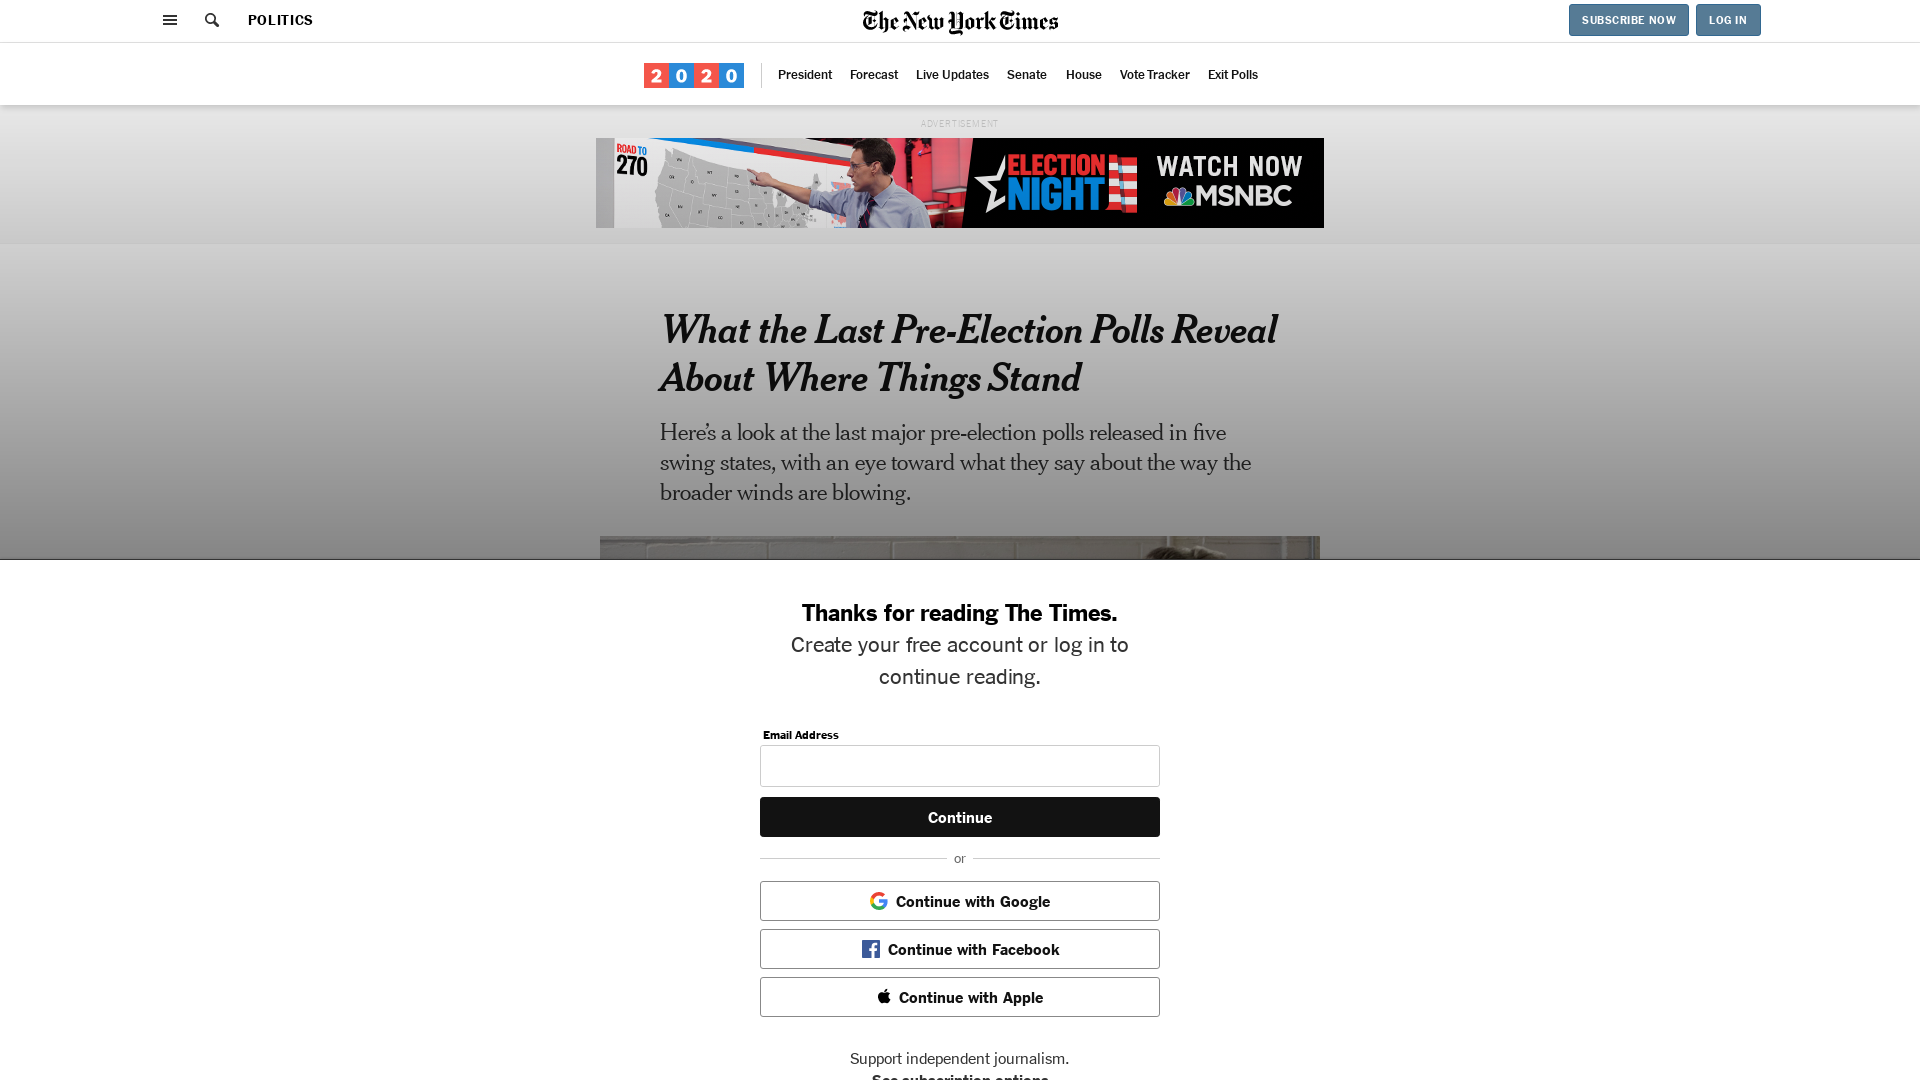 POLITICS
The New York Times
SUBSCRIBE NOW
LOG IN
2020
President
Forecast
Live Updates
Senate
House
Vote Tracker
Exit Polls
ADVERTISEMENT
ROAD TO
270
ELECTION
NIGHT
WATCH NOW
MSNBC
What the Last Pre-Election Polls Reveal
About Where Things Stand
Here’s a look at the last major pre-election polls released in five
swing states, with an eye toward what they say about the way the
broader winds are blowing.
Thanks for reading The Times.
Create your free account or log in to
continue reading.
Email Address
Continue
or
Continue with Google
Continue with Facebook
Continue with Apple
Support independent journalism.
See subscription options